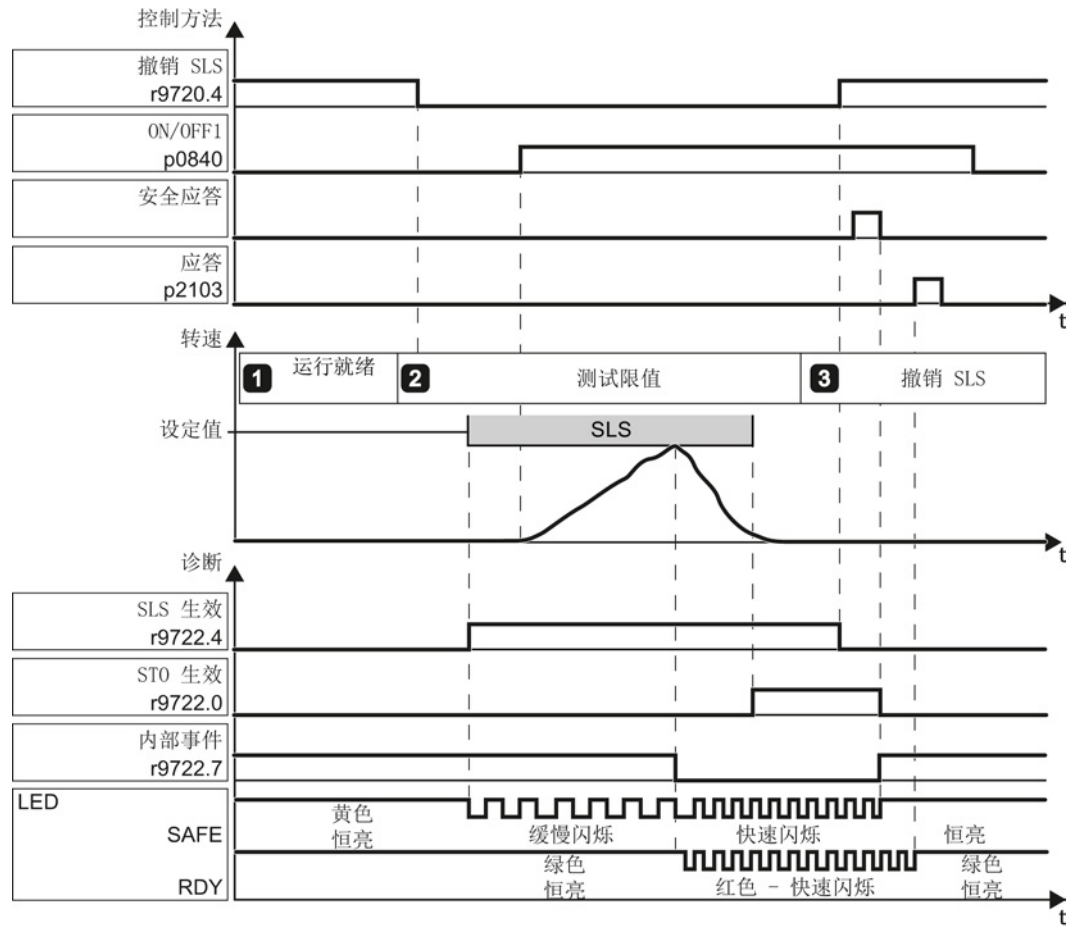 控制方法
撤销 SLS
r9720.4
ON/OFF1
p0840
安全应答
应答
p2103
t
转速
1 运行就绪 2 测试限值 3 撤销 SLS
设定值 SLS
t
诊断
SLS 生效
r9722.4
STO 生效
r9722.0
内部事件
r9722.7
LED
SAFE
黄色
恒亮
缓慢闪烁
快速闪烁
恒亮
RDY
绿色
恒亮
红色 - 快速闪烁
绿色
恒亮
t